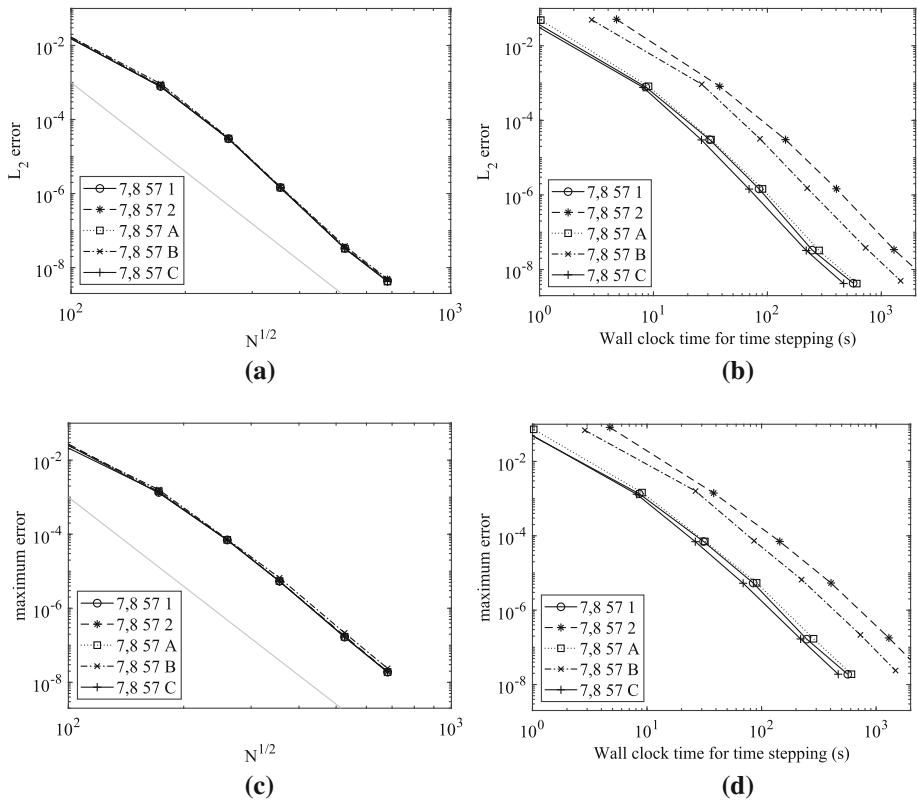 10^-2
10^-4
10^-6
10^-8
L_2 error
7,8 57 1
7,8 57 2
7,8 57 A
7,8 57 B
7,8 57 C
10^2
10^3
N^1/2
(a)
10^-2
10^-4
10^-6
10^-8
L_2 error
7,8 57 1
7,8 57 2
7,8 57 A
7,8 57 B
7,8 57 C
10^0
10^1
10^2
10^3
Wall clock time for time stepping (s)
(b)
10^-2
10^-4
10^-6
10^-8
maximum error
7,8 57 1
7,8 57 2
7,8 57 A
7,8 57 B
7,8 57 C
10^2
10^3
N^1/2
(c)
10^-2
10^-4
10^-6
10^-8
maximum error
7,8 57 1
7,8 57 2
7,8 57 A
7,8 57 B
7,8 57 C
10^0
10^1
10^2
10^3
Wall clock time for time stepping (s)
(d)